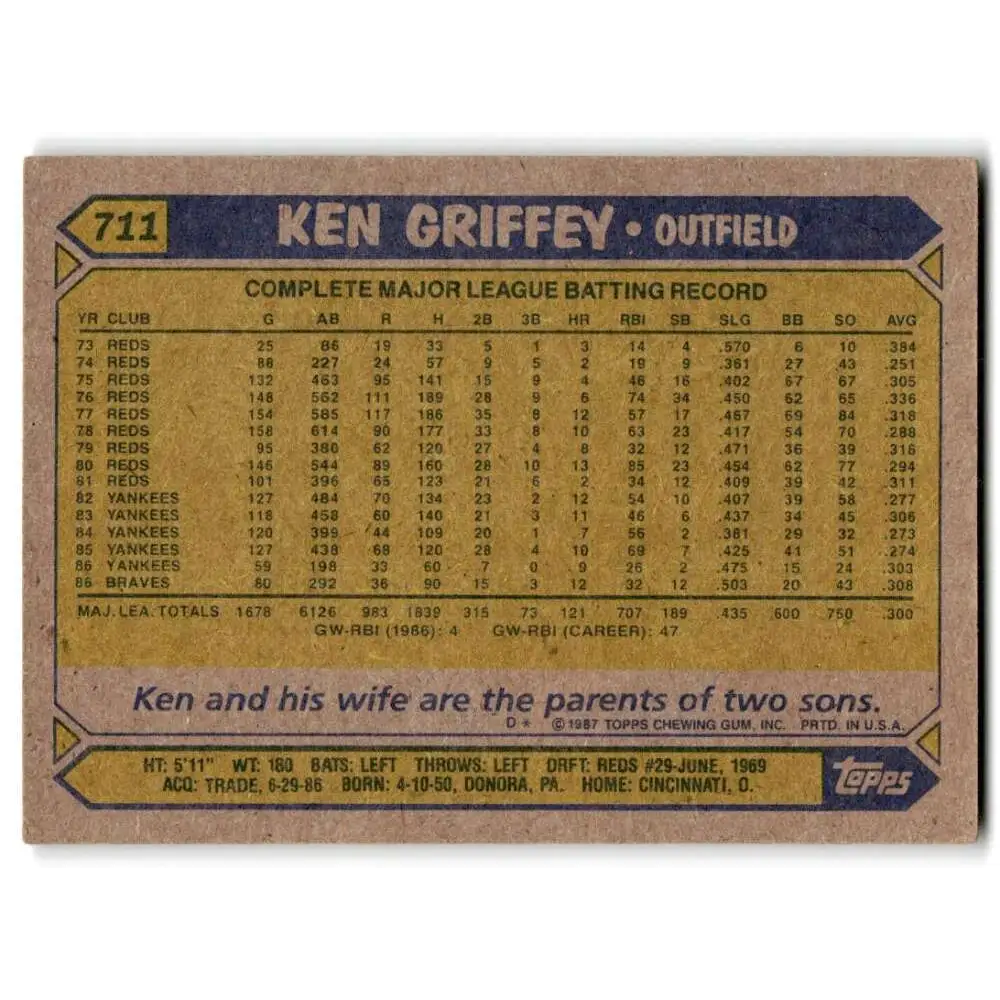 711 KEN GRIFFEY • OUTFIELD
COMPLETE MAJOR LEAGUE BATTING RECORD
YR CLUB G AB R H 2B 3B HR RBI SB SLG BB SO AVG
73 REDS 25 86 19 33 5 1 3 14 4 .570 6 10 .384
74 REDS 88 227 24 57 9 5 2 19 9 .361 27 43 .251
75 REDS 132 463 95 141 15 9 4 46 16 .402 67 67 .305
76 REDS 148 562 111 189 28 9 6 74 34 .450 62 65 .336
77 REDS 154 585 117 186 35 8 12 57 17 .467 69 84 .318
78 REDS 158 614 90 177 33 8 10 63 23 .417 54 70 .288
79 REDS 95 380 62 120 27 4 8 32 12 .471 36 39 .316
80 REDS 146 544 89 160 28 10 13 85 23 .454 62 77 .294
81 REDS 101 396 65 123 21 6 2 34 12 .409 39 42 .311
82 YANKEES 127 484 70 134 23 2 12 54 10 .407 39 58 .277
83 YANKEES 118 458 60 140 21 3 11 46 6 .437 34 45 .306
84 YANKEES 120 399 44 109 20 1 7 56 2 .381 29 32 .273
85 YANKEES 127 438 68 120 28 4 10 69 7 .425 41 51 .274
86 YANKEES 59 198 33 60 7 0 9 26 2 .475 15 24 .303
86 BRAVES 80 292 36 90 15 3 12 32 12 .503 20 43 .308
MAJ. LEA. TOTALS 1678 6126 983 1839 315 73 121 707 189 .435 600 750 .300
GW-RBI (1986): 4 GW-RBI (CAREER): 47
Ken and his wife are the parents of two sons.
D* ©1987 TOPPS CHEWING GUM, INC. PRTD. IN U.S.A.
HT: 5'11" WT: 180 BATS: LEFT THROWS: LEFT DRFT: REDS #29-JUNE, 1969
ACQ: TRADE, 6-29-86 BORN: 4-10-50, DONORA, PA. HOME: CINCINNATI, O.
Topps